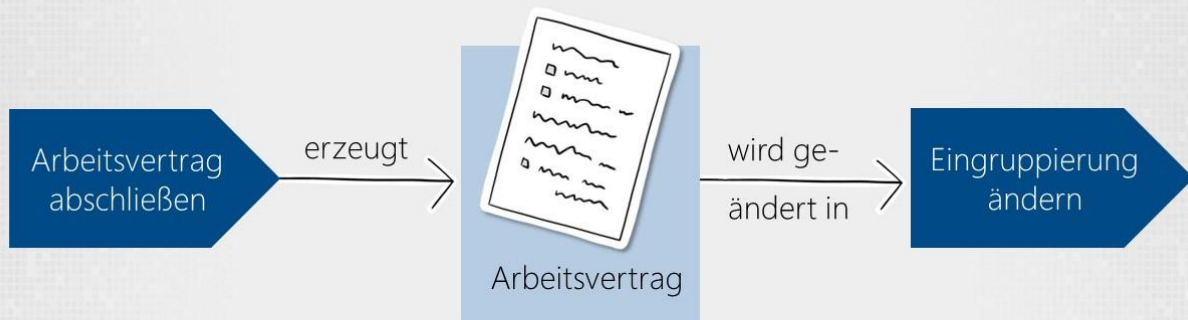 Arbeitsvertrag
abschließen
erzeugt
Arbeitsvertrag
wird ge-
ändert in
Eingruppierung
ändern